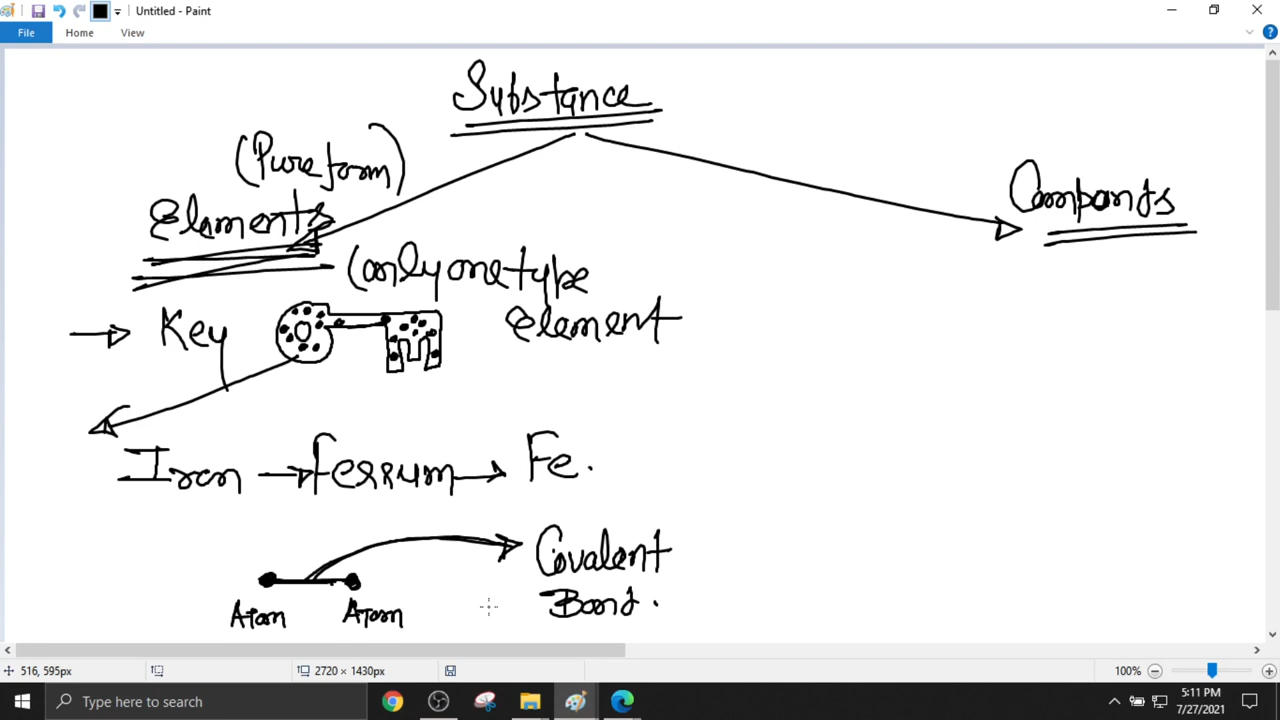 Untitled - Paint
File Home View
Substance
(Pure form)
Elements
Componds
(only one type
Element
Key
Iron → ferrum → Fe.
Covalent
Bond.
Atom Atom
516, 595px
2720 × 1430px
100%
Type here to search
5:11 PM
7/27/2021